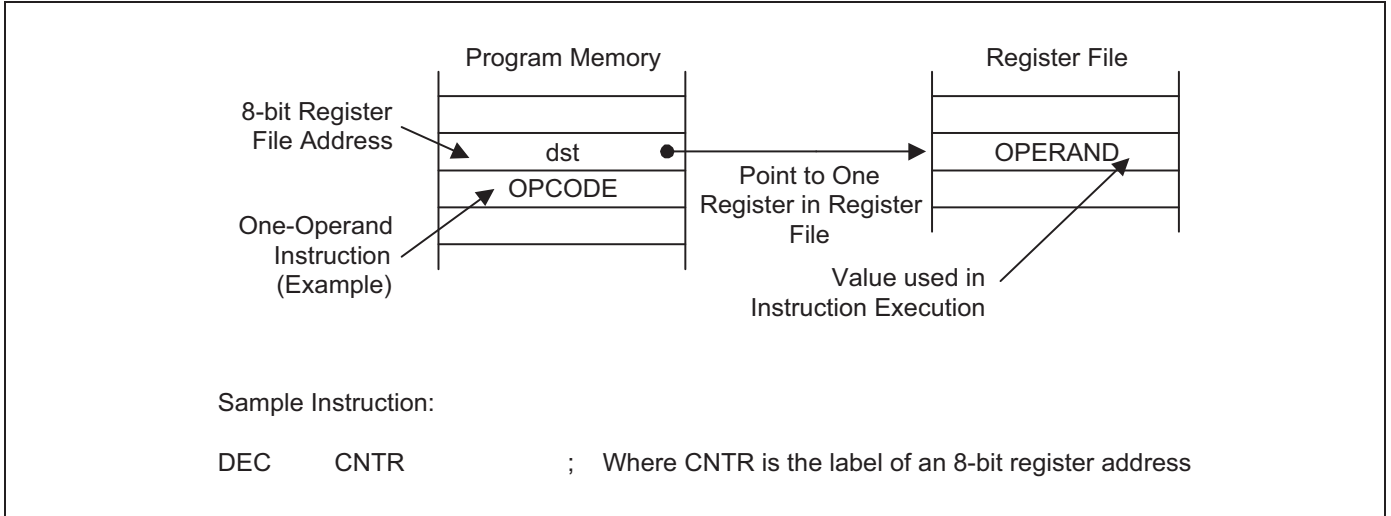 Program Memory
Register File
8-bit Register
File Address
dst
OPERAND
OPCODE
Point to One
Register in Register
File
One-Operand
Instruction
(Example)
Value used in
Instruction Execution
Sample Instruction:
DEC CNTR ; Where CNTR is the label of an 8-bit register address